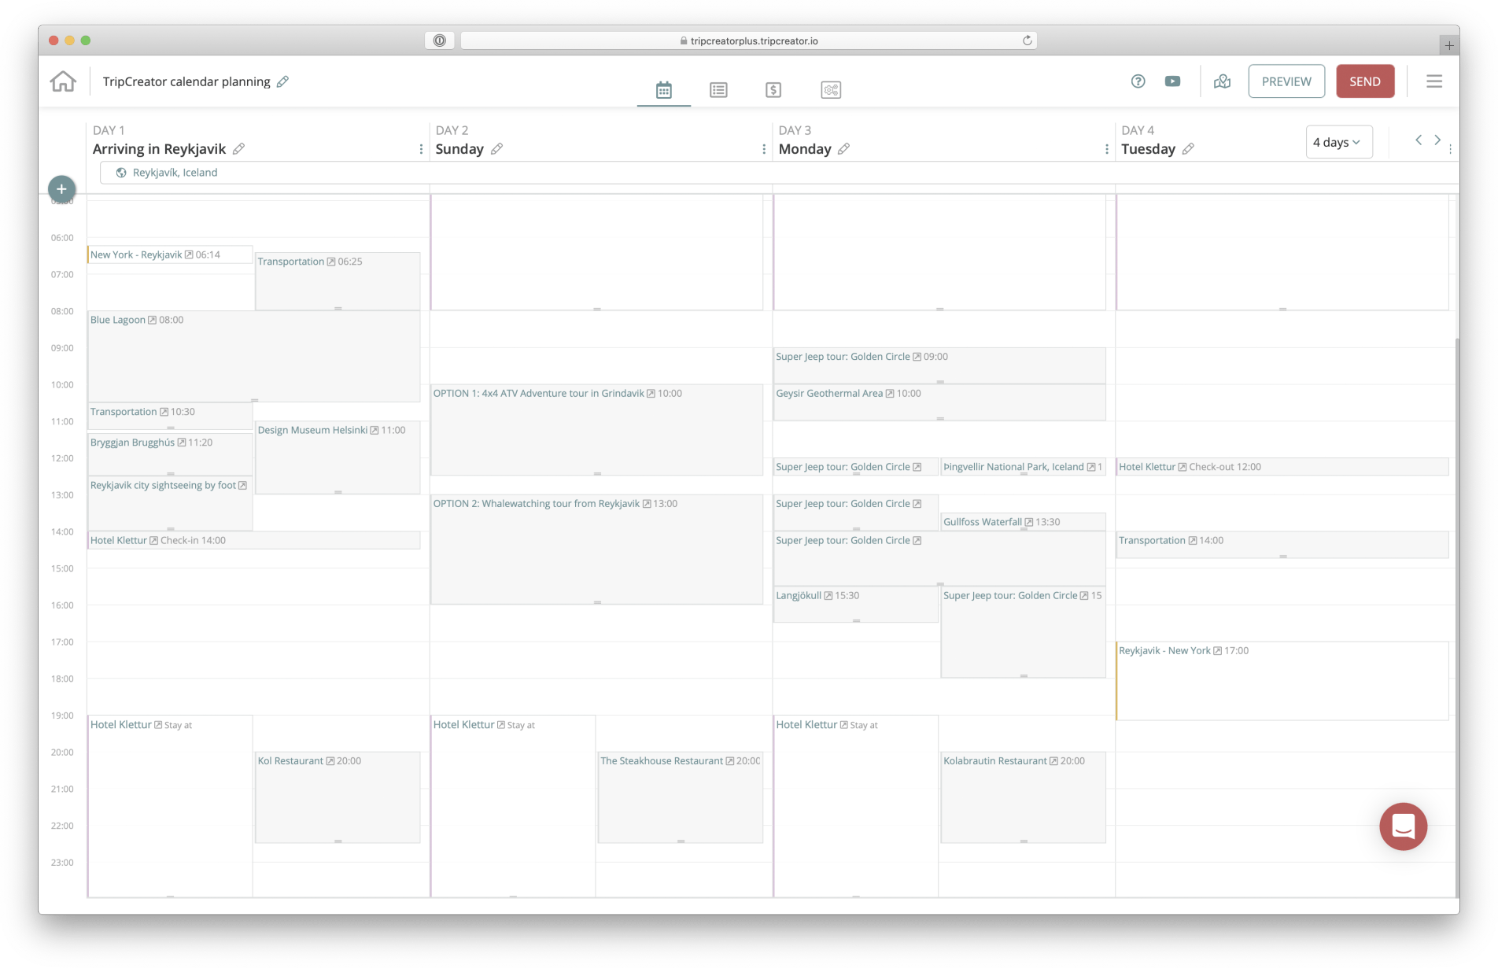 tripcreatorplus.tripcreator.io
TripCreator calendar planning
PREVIEW
SEND
DAY 1
Arriving in Reykjavik
DAY 2
Sunday
DAY 3
Monday
DAY 4
Tuesday
4 days
Reykjavík, Iceland
06:00
07:00
08:00
09:00
10:00
11:00
12:00
13:00
14:00
15:00
16:00
17:00
18:00
19:00
20:00
21:00
22:00
23:00
New York - Reykjavik 06:14
Transportation 06:25
Blue Lagoon 08:00
Transportation 10:30
Design Museum Helsinki 11:00
Bryggjan Brugghús 11:20
Reykjavík city sightseeing by foot
Hotel Klettur Check-in 14:00
Hotel Klettur Stay at
Kol Restaurant 20:00
OPTION 1: 4x4 ATV Adventure tour in Grindavik 10:00
OPTION 2: Whalewatching tour from Reykjavik 13:00
Hotel Klettur Stay at
The Steakhouse Restaurant 20:00
Super Jeep tour: Golden Circle 09:00
Geysir Geothermal Area 10:00
Super Jeep tour: Golden Circle
Þingvellir National Park, Iceland 1
Super Jeep tour: Golden Circle
Gullfoss Waterfall 13:30
Super Jeep tour: Golden Circle
Langjökull 15:30
Super Jeep tour: Golden Circle 15
Hotel Klettur Stay at
Kolabrautin Restaurant 20:00
Hotel Klettur Check-out 12:00
Transportation 14:00
Reykjavik - New York 17:00